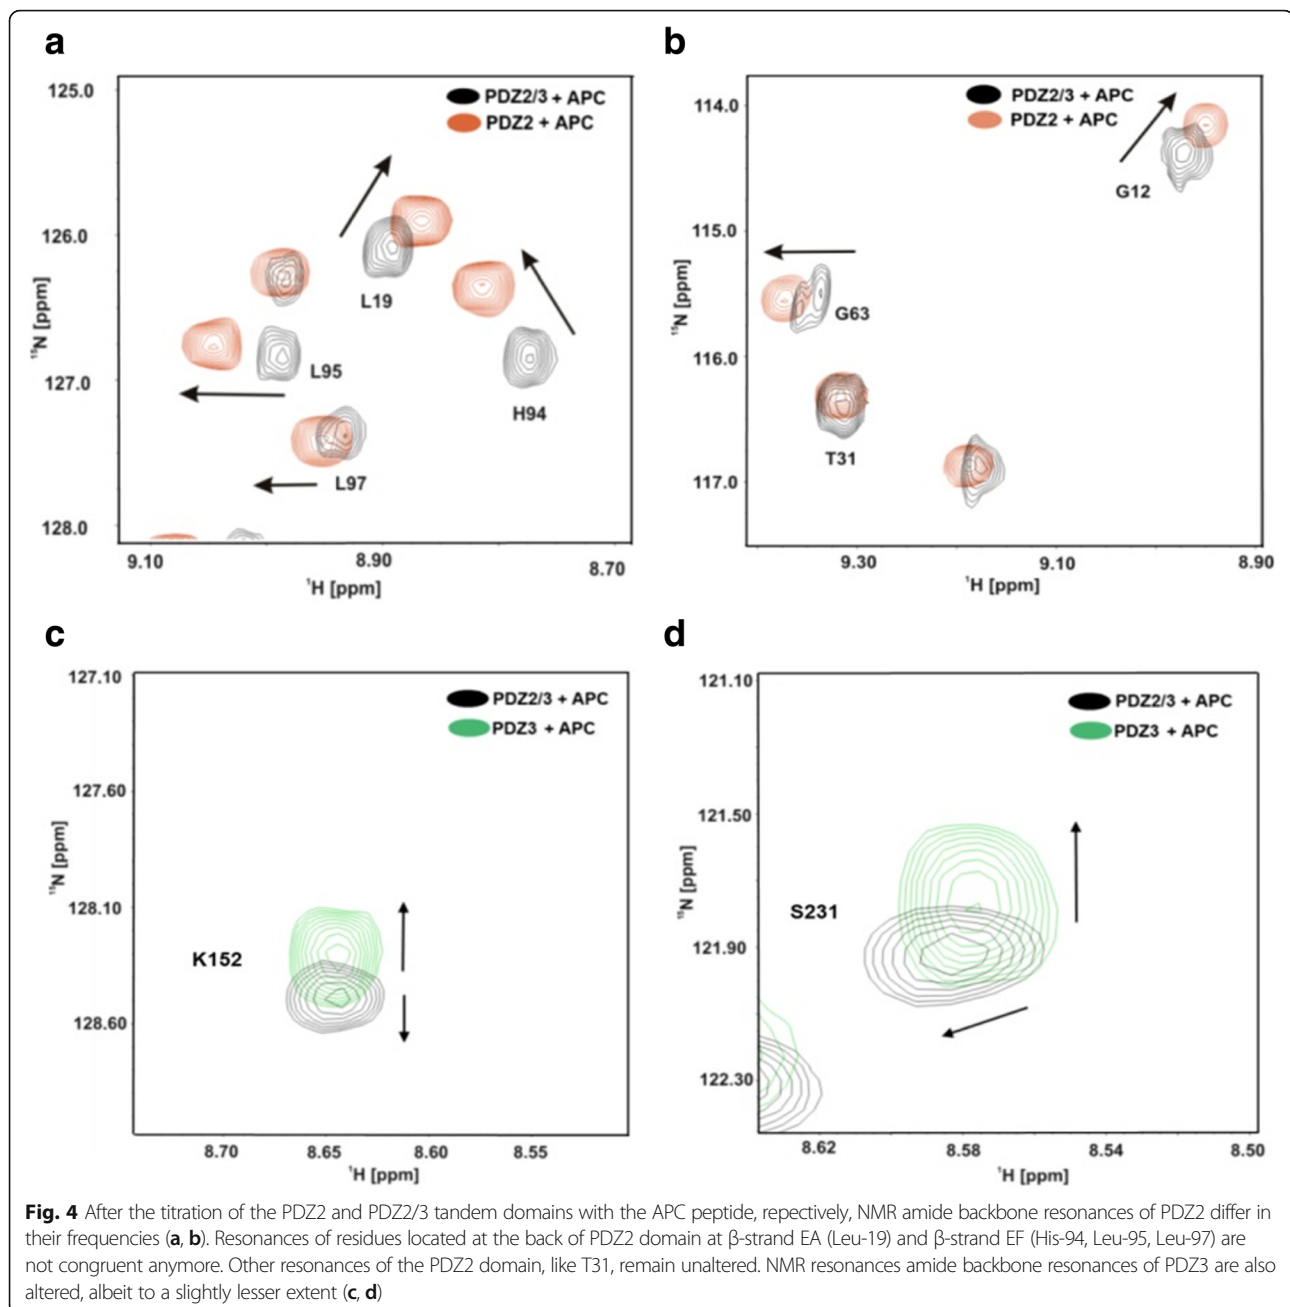 a
125.0
126.0
127.0
128.0
¹⁵N [ppm]
PDZ2/3 + APC
PDZ2 + APC
L19
L95
H94
L97
9.10
8.90
8.70
¹H [ppm]
b
114.0
115.0
116.0
117.0
¹⁵N [ppm]
PDZ2/3 + APC
PDZ2 + APC
G12
G63
T31
9.30
9.10
8.90
¹H [ppm]
c
127.10
127.60
128.10
128.60
¹⁵N [ppm]
PDZ2/3 + APC
PDZ3 + APC
K152
8.70
8.65
8.60
8.55
¹H [ppm]
d
121.10
121.50
121.90
122.30
¹⁵N [ppm]
PDZ2/3 + APC
PDZ3 + APC
S231
8.62
8.58
8.54
8.50
¹H [ppm]
Fig. 4 After the titration of the PDZ2 and PDZ2/3 tandem domains with the APC peptide, repectively, NMR amide backbone resonances of PDZ2 differ in
their frequencies (a, b). Resonances of residues located at the back of PDZ2 domain at β-strand EA (Leu-19) and β-strand EF (His-94, Leu-95, Leu-97) are
not congruent anymore. Other resonances of the PDZ2 domain, like T31, remain unaltered. NMR resonances amide backbone resonances of PDZ3 are also
altered, albeit to a slightly lesser extent (c, d)